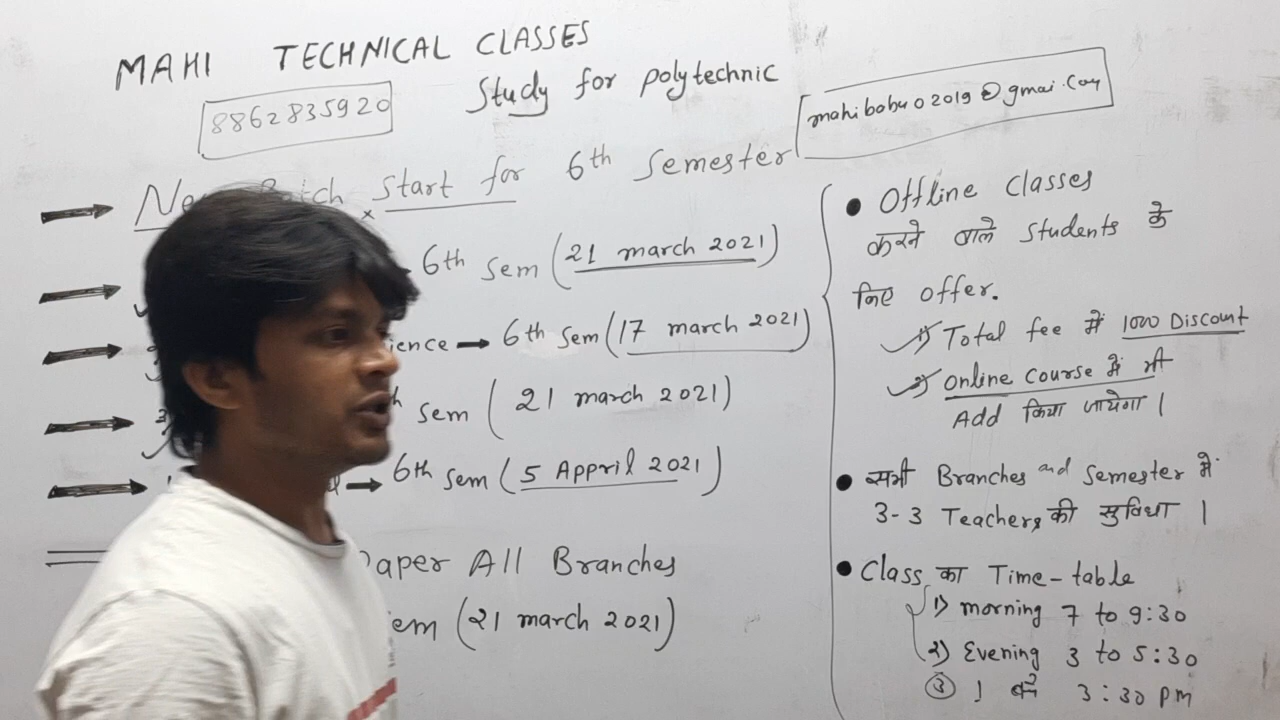 MAHI TECHNICAL CLASSES
Study for polytechnic
8862835920
mahibabu02019@gmai.com
Start for 6th Semester
6th Sem (21 march 2021)
ience → 6th Sem (17 march 2021)
Sem (21 march 2021)
→ 6th Sem (5 Appril 2021)
Paper All Branches
em (21 march 2021)
• Offline Classes
करने वाले Students के
लिए offer.
1) Total fee में 1000 Discount
2) Online Course में भी
Add किया जायेगा।
• सभी Branches and Semester में
3-3 Teachers की सुविधा।
• Class का Time-table
1) morning 7 to 9:30
2) Evening 3 to 5:30
③ 1 बजे 3:30 pm